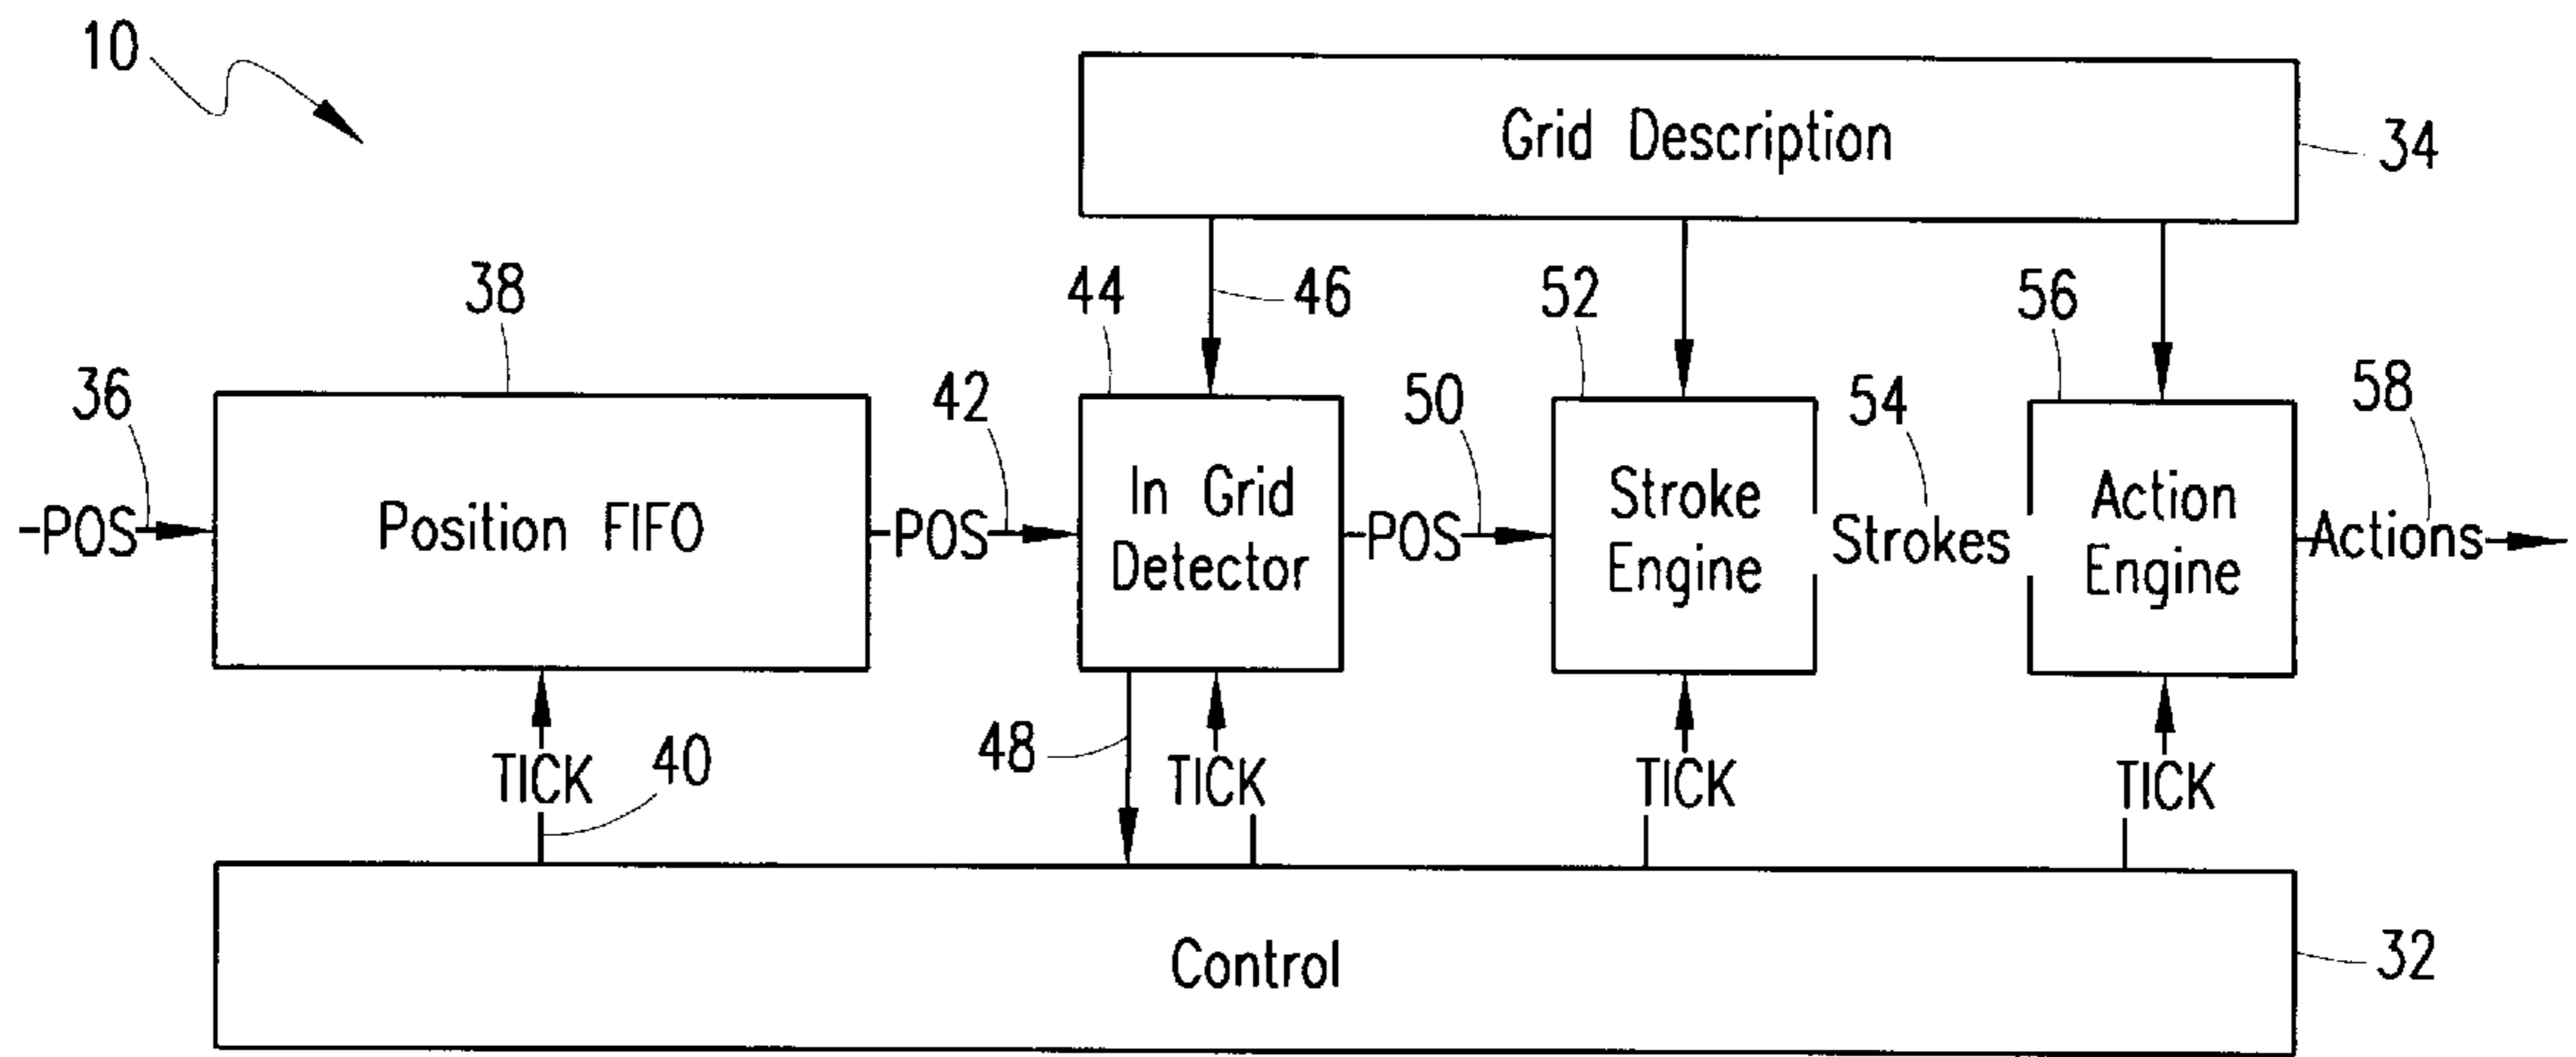 10
Grid Description
34
38
44
46
52
56
36
42
50
54
58
-POS
Position FIFO
-POS
In Grid
Detector
-POS
Stroke
Engine
Strokes
Action
Engine
Actions
48
TICK
40
TICK
TICK
TICK
Control
32